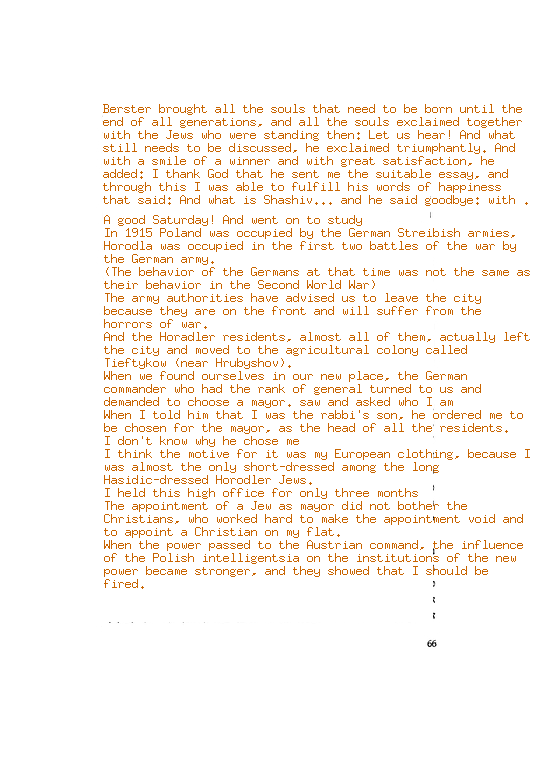 Berster brought all the souls that need to be born until the
end of all generations, and all the souls exclaimed together
with the Jews who were standing then: Let us hear! And what
still needs to be discussed, he exclaimed triumphantly. And
with a smile of a winner and with great satisfaction, he
added: I thank God that he sent me the suitable essay, and
through this I was able to fulfill his words of happiness
that said: And what is Shashiv... and he said goodbye: with .
A good Saturday! And went on to study
In 1915 Poland was occupied by the German Streibish armies,
Horodla was occupied in the first two battles of the war by
the German army.
(The behavior of the Germans at that time was not the same as
their behavior in the Second World War)
The army authorities have advised us to leave the city
because they are on the front and will suffer from the
horrors of war.
And the Horadler residents, almost all of them, actually left
the city and moved to the agricultural colony called
Tieftykow (near Hrubyshov).
When we found ourselves in our new place, the German
commander who had the rank of general turned to us and
demanded to choose a mayor. saw and asked who I am
When I told him that I was the rabbi's son, he ordered me to
be chosen for the mayor, as the head of all the residents.
I don't know why he chose me
I think the motive for it was my European clothing, because I
was almost the only short-dressed among the long
Hasidic-dressed Horodler Jews.
I held this high office for only three months
The appointment of a Jew as mayor did not bother the
Christians, who worked hard to make the appointment void and
to appoint a Christian on my flat.
When the power passed to the Austrian command, the influence
of the Polish intelligentsia on the institutions of the new
power became stronger, and they showed that I should be
fired.
66